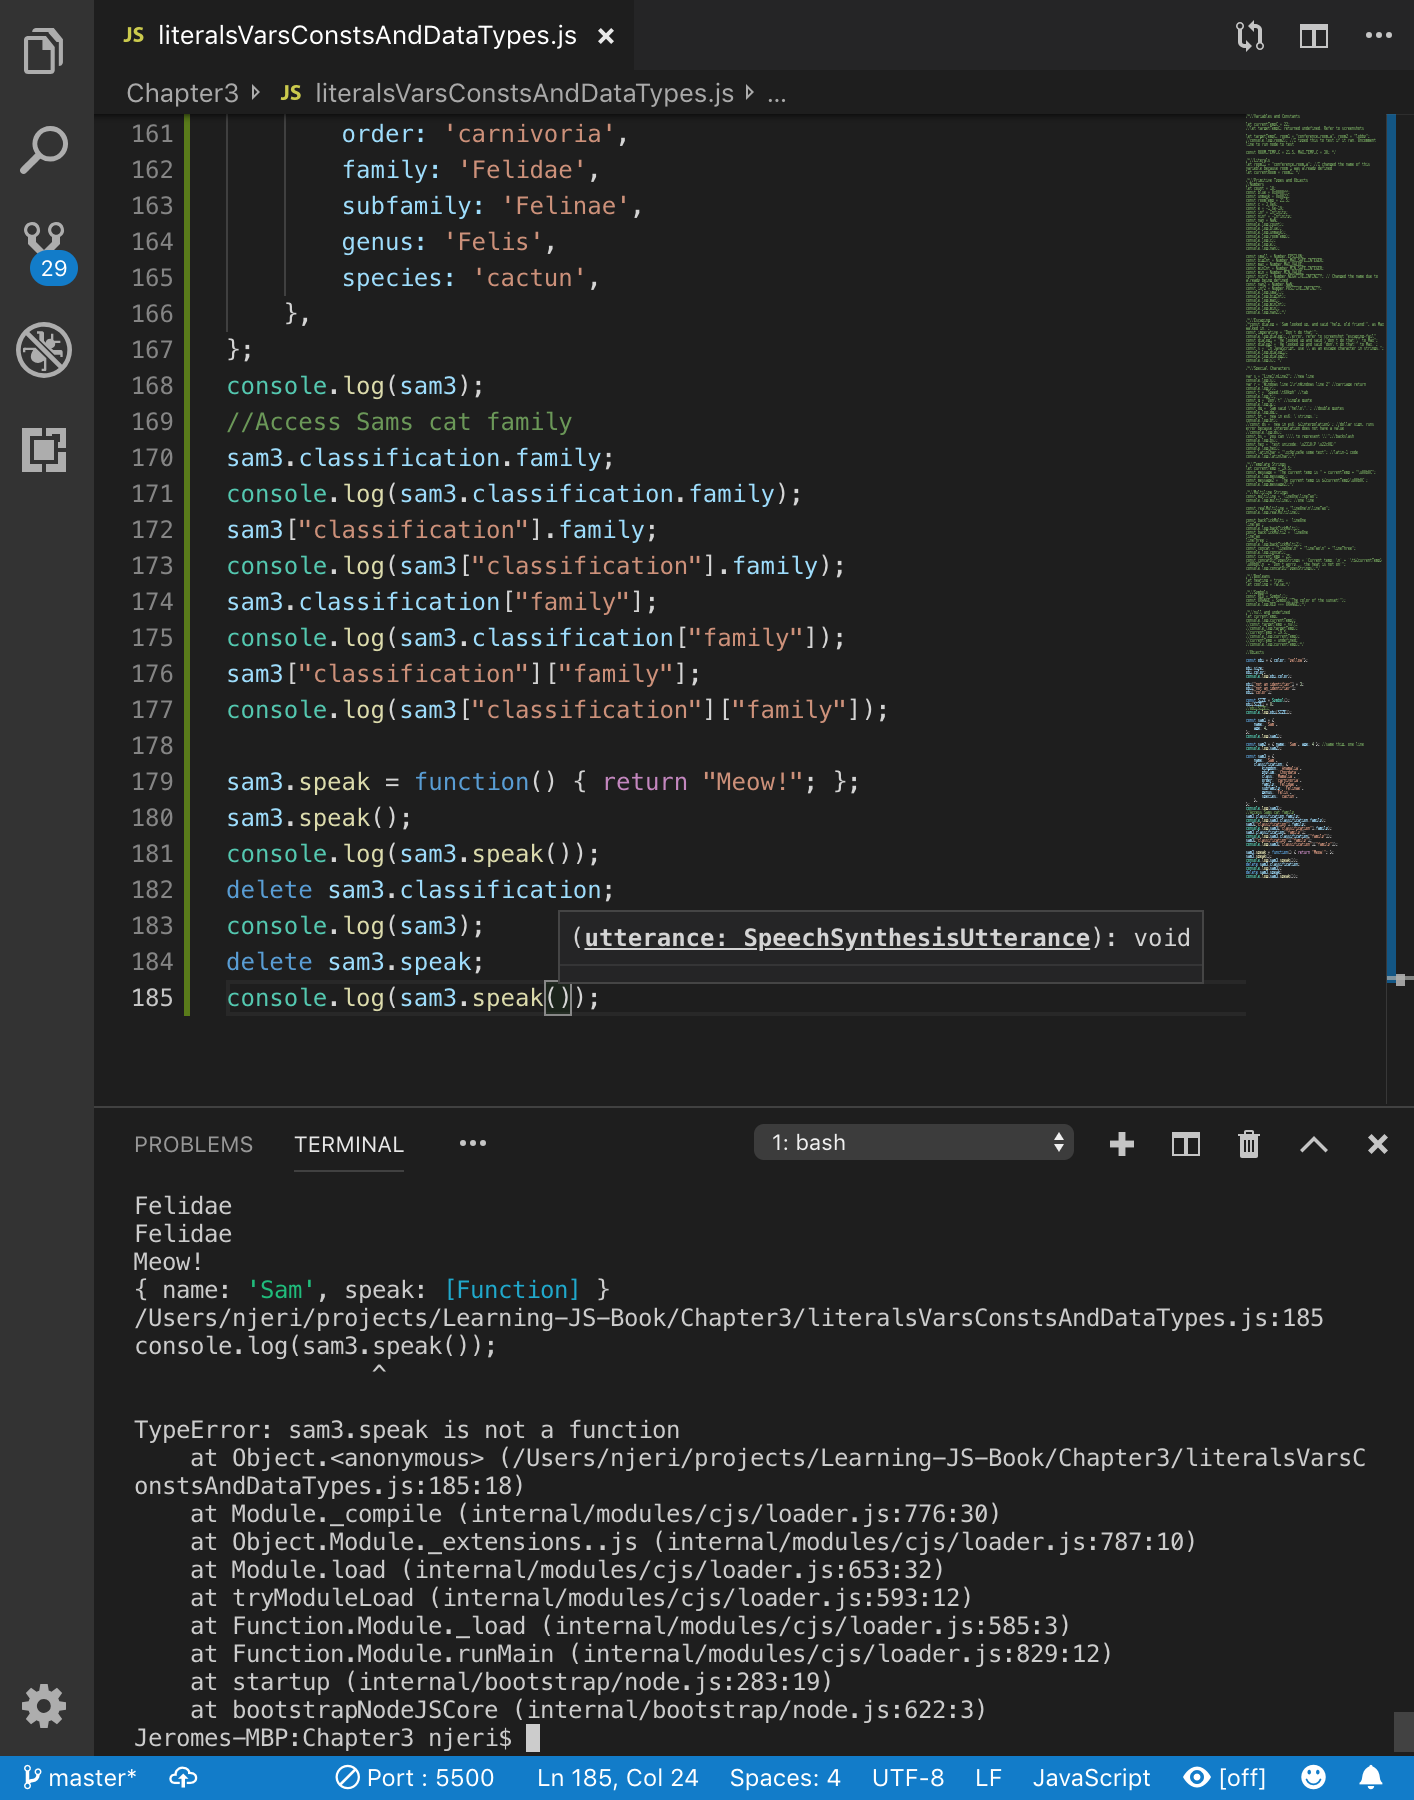 JS literalsVarsConstsAndDataTypes.js ×
Chapter3 JS literalsVarsConstsAndDataTypes.js ...
161 order: 'carnivoria',
162 family: 'Felidae',
163 subfamily: 'Felinae',
164 genus: 'Felis',
165 species: 'cactun',
166 },
167 };
168 console.log(sam3);
169 //Access Sams cat family
170 sam3.classification.family;
171 console.log(sam3.classification.family);
172 sam3["classification"].family;
173 console.log(sam3["classification"].family);
174 sam3.classification["family"];
175 console.log(sam3.classification["family"]);
176 sam3["classification"]["family"];
177 console.log(sam3["classification"]["family"]);
178
179 sam3.speak = function() { return "Meow!"; };
180 sam3.speak();
181 console.log(sam3.speak());
182 delete sam3.classification;
183 console.log(sam3);
(utterance: SpeechSynthesisUtterance): void
184 delete sam3.speak;
185 console.log(sam3.speak());
29
PROBLEMS TERMINAL ... 1: bash
Felidae
Felidae
Meow!
{ name: 'Sam', speak: [Function] }
/Users/njeri/projects/Learning-JS-Book/Chapter3/literalsVarsConstsAndDataTypes.js:185
console.log(sam3.speak());
^
TypeError: sam3.speak is not a function
at Object.<anonymous> (/Users/njeri/projects/Learning-JS-Book/Chapter3/literalsVarsC
onstsAndDataTypes.js:185:18)
at Module._compile (internal/modules/cjs/loader.js:776:30)
at Object.Module._extensions..js (internal/modules/cjs/loader.js:787:10)
at Module.load (internal/modules/cjs/loader.js:653:32)
at tryModuleLoad (internal/modules/cjs/loader.js:593:12)
at Function.Module._load (internal/modules/cjs/loader.js:585:3)
at Function.Module.runMain (internal/modules/cjs/loader.js:829:12)
at startup (internal/bootstrap/node.js:283:19)
at bootstrapNodeJSCore (internal/bootstrap/node.js:622:3)
Jeromes-MBP:Chapter3 njeri$
master* Port : 5500 Ln 185, Col 24 Spaces: 4 UTF-8 LF JavaScript [off]